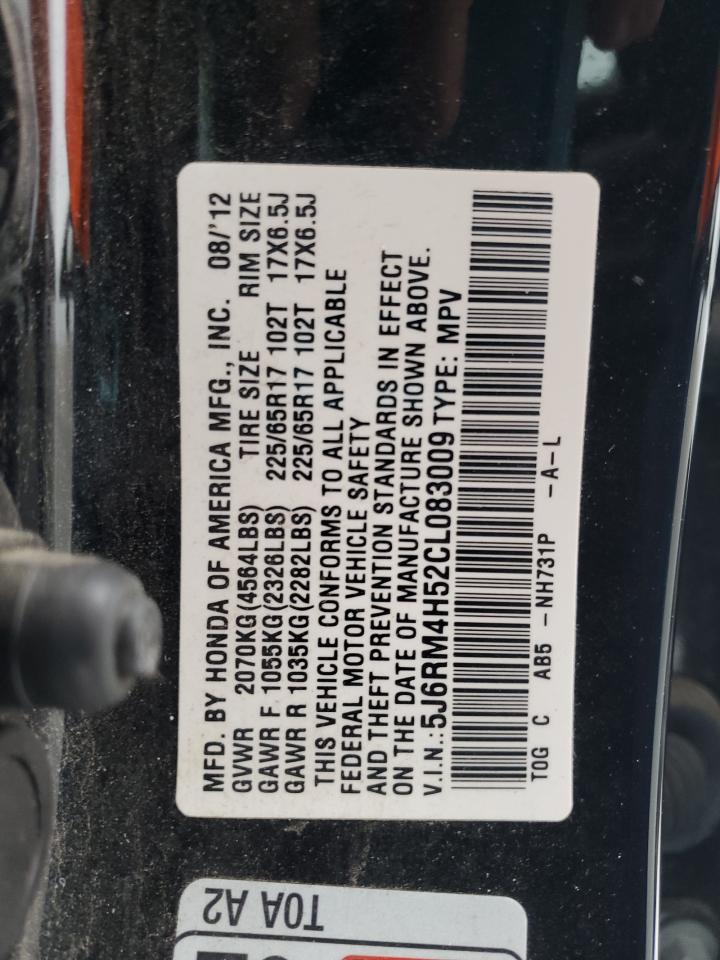 MFD. BY HONDA OF AMERICA MFG., INC. 08/'12
GVWR 2070KG(4564LBS) TIRE SIZE RIM SIZE
GAWR F 1055KG(2326LBS) 225/65R17 102T 17X6.5J
GAWR R 1035KG(2282LBS) 225/65R17 102T 17X6.5J
THIS VEHICLE CONFORMS TO ALL APPLICABLE
FEDERAL MOTOR VEHICLE SAFETY
AND THEFT PREVENTION STANDARDS IN EFFECT
ON THE DATE OF MANUFACTURE SHOWN ABOVE.
V.I.N.:5J6RM4H52CL083009 TYPE: MPV
T0G C AB5 -NH731P -A-L
T0A A2